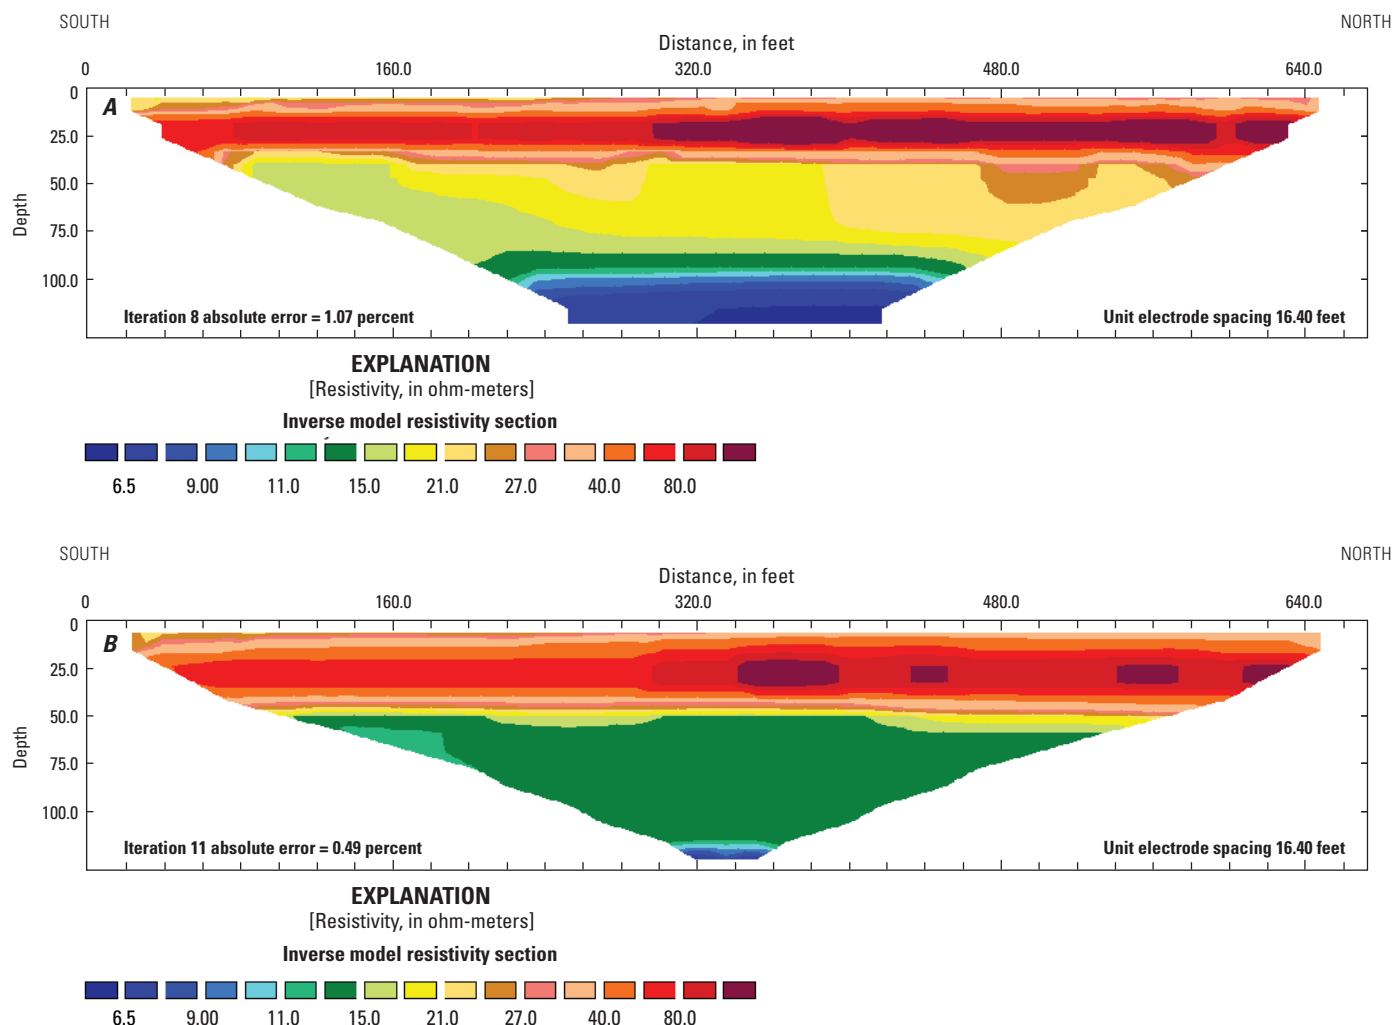 SOUTH NORTH
Distance, in feet
0 160.0 320.0 480.0 640.0
0
A
25.0
50.0
Depth
75.0
100.0
Iteration 8 absolute error = 1.07 percent Unit electrode spacing 16.40 feet
EXPLANATION
[Resistivity, in ohm-meters]
Inverse model resistivity section
6.5 9.00 11.0 15.0 21.0 27.0 40.0 80.0
SOUTH NORTH
Distance, in feet
0 160.0 320.0 480.0 640.0
0
B
25.0
50.0
Depth
75.0
100.0
Iteration 11 absolute error = 0.49 percent Unit electrode spacing 16.40 feet
EXPLANATION
[Resistivity, in ohm-meters]
Inverse model resistivity section
6.5 9.00 11.0 15.0 21.0 27.0 40.0 80.0